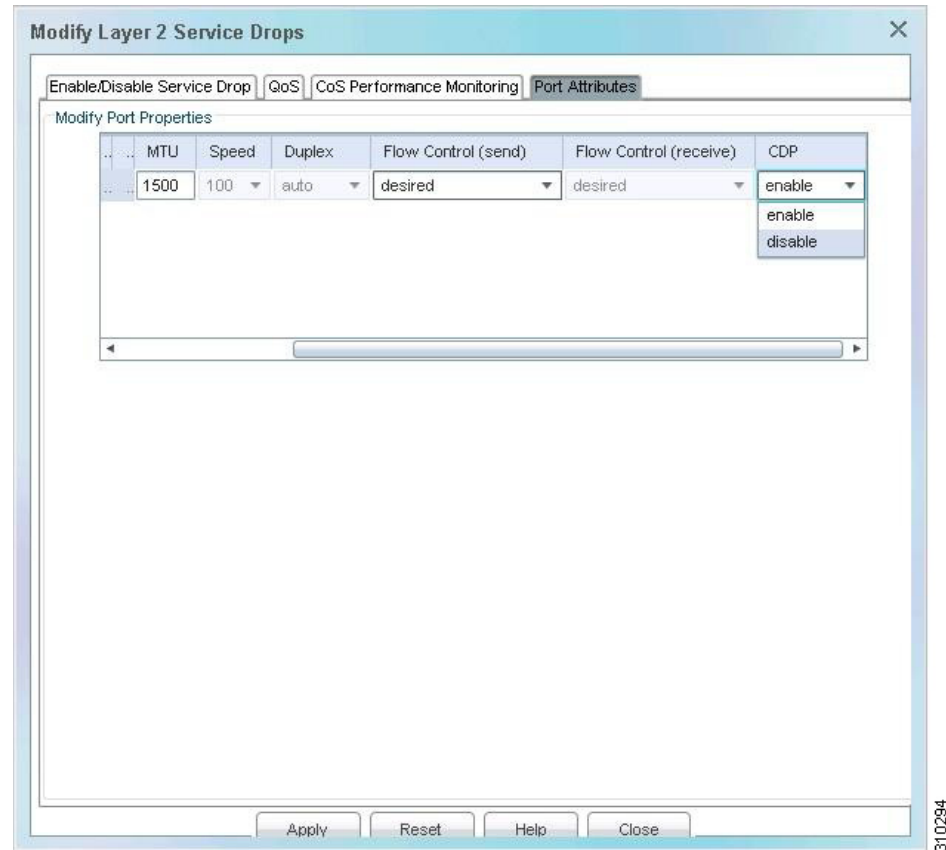 Modify Layer 2 Service Drops
Enable/Disable Service Drop QoS CoS Performance Monitoring Port Attributes
Modify Port Properties
.. .. MTU Speed Duplex Flow Control (send) Flow Control (receive) CDP
.. .. 1500 100 auto desired desired enable
enable
disable
Apply Reset Help Close
310294